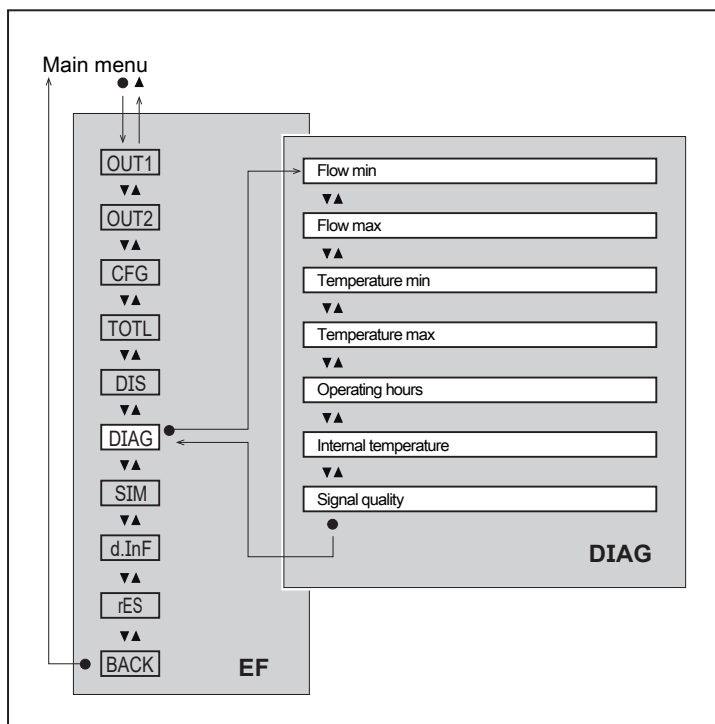 Main menu
OUT1
OUT2
CFG
TOTL
DIS
DIAG
SIM
d.InF
rES
BACK
EF
Flow min
Flow max
Temperature min
Temperature max
Operating hours
Internal temperature
Signal quality
DIAG